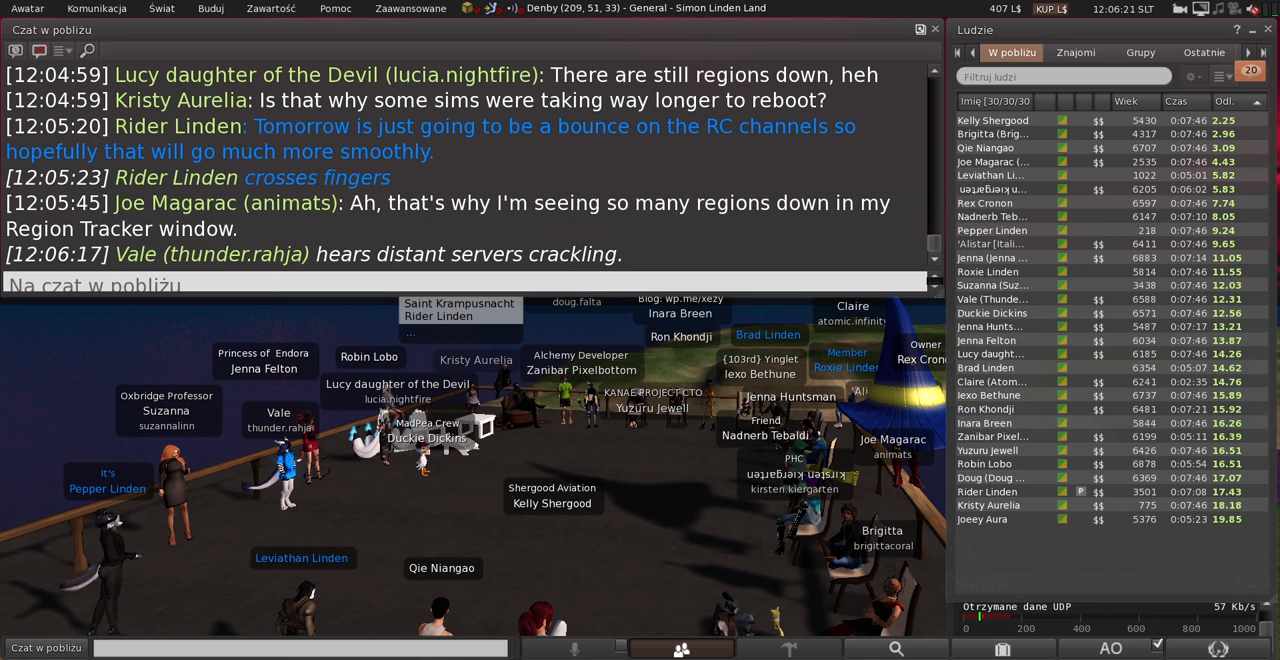 Awatar Komunikacja Świat Buduj Zawartość Pomoc Zaawansowane Denby (209, 51, 33) - General - Simon Linden Land 407 L$ KUP L$ 12:06:21 SLT
Czat w pobliżu
[12:04:59] Lucy daughter of the Devil (lucia.nightfire): There are still regions down, heh
[12:04:59] Kristy Aurelia: Is that why some sims were taking way longer to reboot?
[12:05:20] Rider Linden: Tomorrow is just going to be a bounce on the RC channels so
hopefully that will go much more smoothly.
[12:05:23] Rider Linden crosses fingers
[12:05:45] Joe Magarac (animats): Ah, that's why I'm seeing so many regions down in my
Region Tracker window.
[12:06:17] Vale (thunder.rahja) hears distant servers crackling.
Na czat w pobliżu
Saint Krampusnacht
Rider Linden
...
doug.falta
Blog: wp.me/xezy
Inara Breen
Claire
atomic.infinity
Ron Khondji
Brad Linden
Owner
Rex Cron
Princess of Endora
Jenna Felton
Robin Lobo
Kristy Aurelia
Alchemy Developer
Zanibar Pixelbottom
{103rd} Yinglet
Iexo Bethune
Member
Roxie Linden
Lucy daughter of the Devil
lucia.nightfire
Oxbridge Professor
Suzanna
suzannalinn
KANAE PROJECT CTO
Yuzuru Jewell
Jenna Huntsman
'Ali
Vale
thunder.rahja
MadPea Crew
Duckie Dickins
Friend
Nadnerb Tebaldi
Joe Magarac
animats
PHC
kirsten.kiergarten
It's
Pepper Linden
Shergood Aviation
Kelly Shergood
Brigitta
brigittacoral
Leviathan Linden
Qie Niangao
Czat w pobliżu
Ludzie
W pobliżu Znajomi Grupy Ostatnie
Filtruj ludzi 20
Imię [30/30/30 Wiek Czas Odl.
Kelly Shergood $$ 5430 0:07:46 2.25
Brigitta (Brig... $$ 4317 0:07:46 2.96
Qie Niangao $$ 6707 0:07:46 3.09
Joe Magarac (... $$ 2535 0:07:46 4.43
Leviathan Li... 1022 0:05:01 5.82
$$ 6205 0:06:02 5.83
Rex Cronon 6597 0:07:46 7.74
Nadnerb Teb... 6147 0:07:10 8.05
Pepper Linden 218 0:07:46 9.24
'Alistar [Itali... $$ 6411 0:07:46 9.65
Jenna (Jenna ... $$ 6883 0:07:14 11.05
Roxie Linden 5814 0:07:46 11.55
Suzanna (Suz... 3438 0:07:46 12.03
Vale (Thunde... $$ 6588 0:07:46 12.31
Duckie Dickins $$ 6571 0:07:46 12.56
Jenna Hunts... $$ 5487 0:07:17 13.21
Jenna Felton $$ 6034 0:07:46 13.87
Lucy daught... $$ 6185 0:07:46 14.26
Brad Linden 6354 0:05:07 14.62
Claire (Atom... $$ 6241 0:02:35 14.76
Iexo Bethune $$ 6737 0:07:46 15.89
Ron Khondji $$ 6481 0:07:21 15.92
Inara Breen 5844 0:07:46 16.26
Zanibar Pixel... $$ 6199 0:05:11 16.39
Yuzuru Jewell $$ 6426 0:07:46 16.51
Robin Lobo $$ 6878 0:05:54 16.51
Doug (Doug ... $$ 6369 0:07:46 17.07
Rider Linden P $$ 3501 0:07:08 17.43
Kristy Aurelia $$ 775 0:07:46 18.18
Joeey Aura $$ 5376 0:05:23 19.85
Otrzymane dane UDP 57 Kb/s
0 200 400 600 800 1000
AO